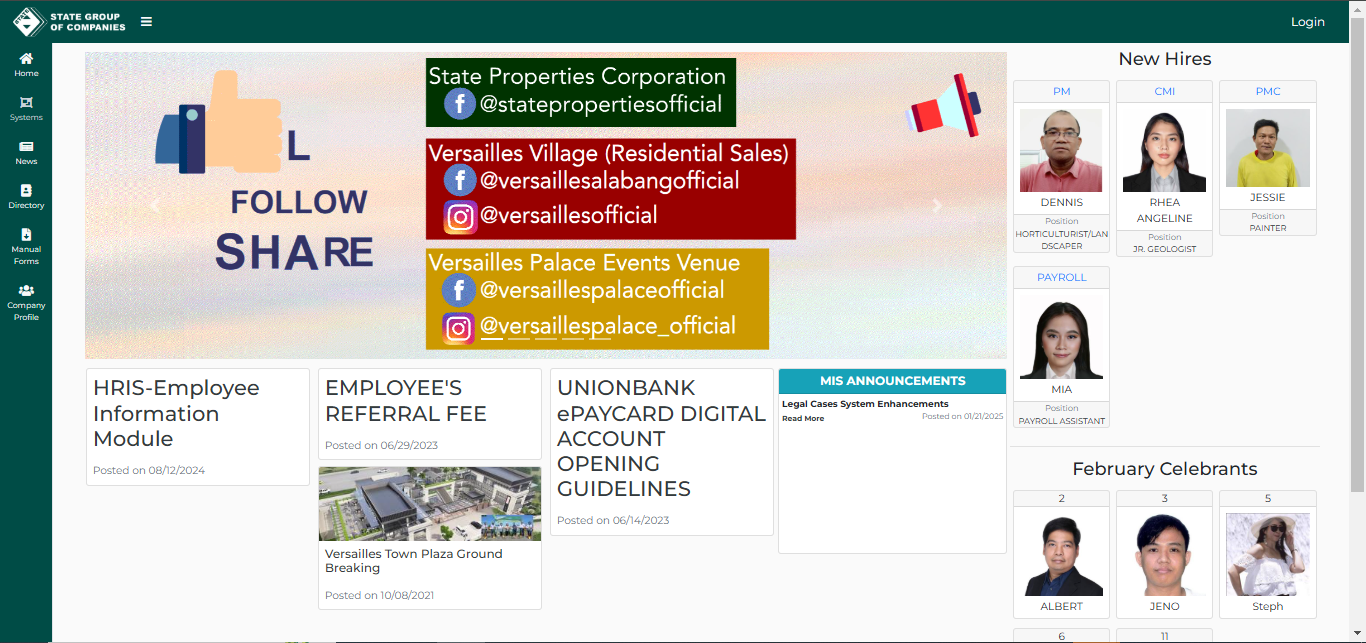 STATE GROUP
OF COMPANIES
Login
Home
Systems
News
Directory
Manual
Forms
Company
Profile
L
FOLLOW
SHARE
State Properties Corporation
@statepropertiesofficial
Versailles Village (Residential Sales)
@versaillesalabangofficial
@versaillesofficial
Versailles Palace Events Venue
@versaillespalaceofficial
@versaillespalace_official
HRIS-Employee
Information
Module
Posted on 08/12/2024
EMPLOYEE'S
REFERRAL FEE
Posted on 06/29/2023
Versailles Town Plaza Ground
Breaking
Posted on 10/08/2021
UNIONBANK
ePAYCARD DIGITAL
ACCOUNT
OPENING
GUIDELINES
Posted on 06/14/2023
MIS ANNOUNCEMENTS
Legal Cases System Enhancements
Read More
Posted on 01/21/2025
New Hires
PM
DENNIS
Position
HORTICULTURIST/LAN
DSCAPER
CMI
RHEA
ANGELINE
Position
JR. GEOLOGIST
PMC
JESSIE
Position
PAINTER
PAYROLL
MIA
Position
PAYROLL ASSISTANT
February Celebrants
2
ALBERT
3
JENO
5
Steph
6
11